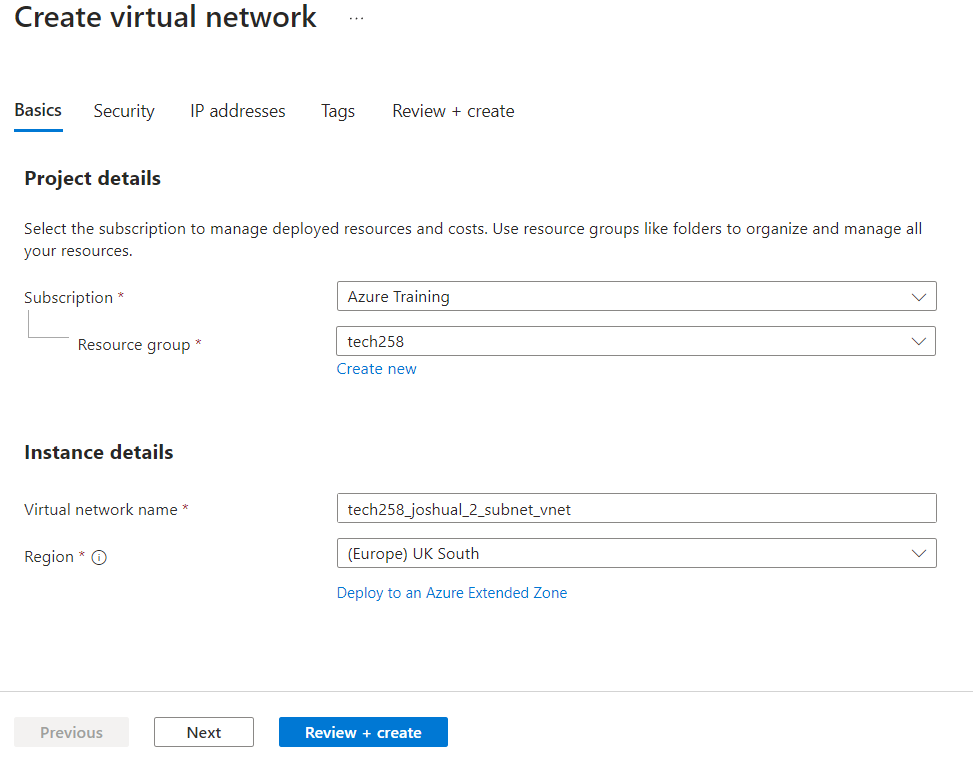 Create virtual network ...
Basics Security IP addresses Tags Review + create
Project details
Select the subscription to manage deployed resources and costs. Use resource groups like folders to organize and manage all
your resources.
Subscription * Azure Training
Resource group * tech258
Create new
Instance details
Virtual network name * tech258_joshual_2_subnet_vnet
Region * (Europe) UK South
Deploy to an Azure Extended Zone
Previous Next Review + create